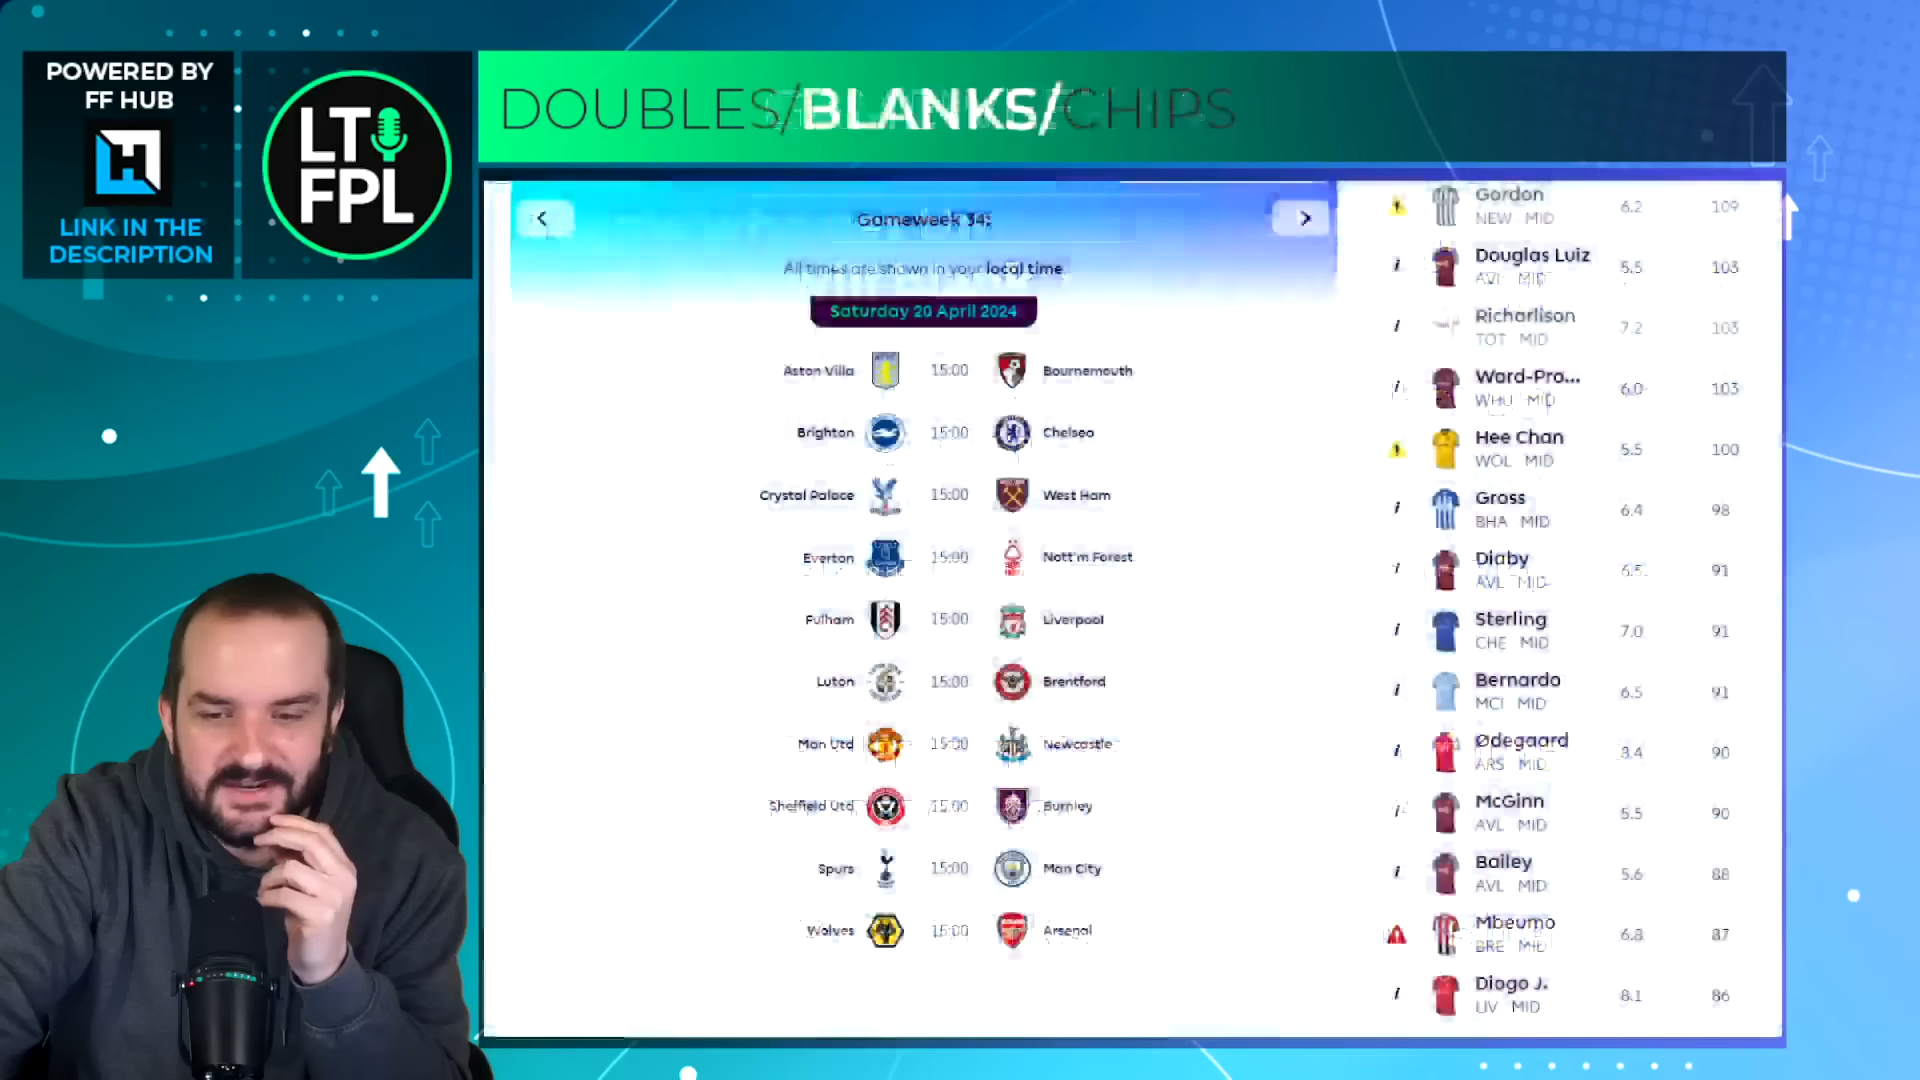 POWERED BY
FF HUB
LINK IN THE
DESCRIPTION
LT
FPL
DOUBLES/BLANKS/CHIPS
Gameweek 34
All times are shown in your local time
Saturday 20 April 2024
Aston Villa 15:00 Bournemouth
Brighton 15:00 Chelsea
Crystal Palace 15:00 West Ham
Everton 15:00 Nott'm Forest
Fulham 15:00 Liverpool
Luton 15:00 Brentford
Man Utd 15:00 Newcastle
Sheffield Utd 15:00 Burnley
Spurs 15:00 Man City
Wolves 15:00 Arsenal
Gordon 6.2 109
NEW MID
Douglas Luiz 5.5 103
AVL MID
Richarlison 7.2 103
TOT MID
Ward-Pro... 6.0 103
WHU MID
Hee Chan 5.5 100
WOL MID
Gross 6.4 98
BHA MID
Diaby 6.5 91
AVL MID
Sterling 7.0 91
CHE MID
Bernardo 6.5 91
MCI MID
Ødegaard 8.4 90
ARS MID
McGinn 5.5 90
AVL MID
Bailey 5.6 88
AVL MID
Mbeumo 6.8 87
BRE MID
Diogo J. 8.1 86
LIV MID